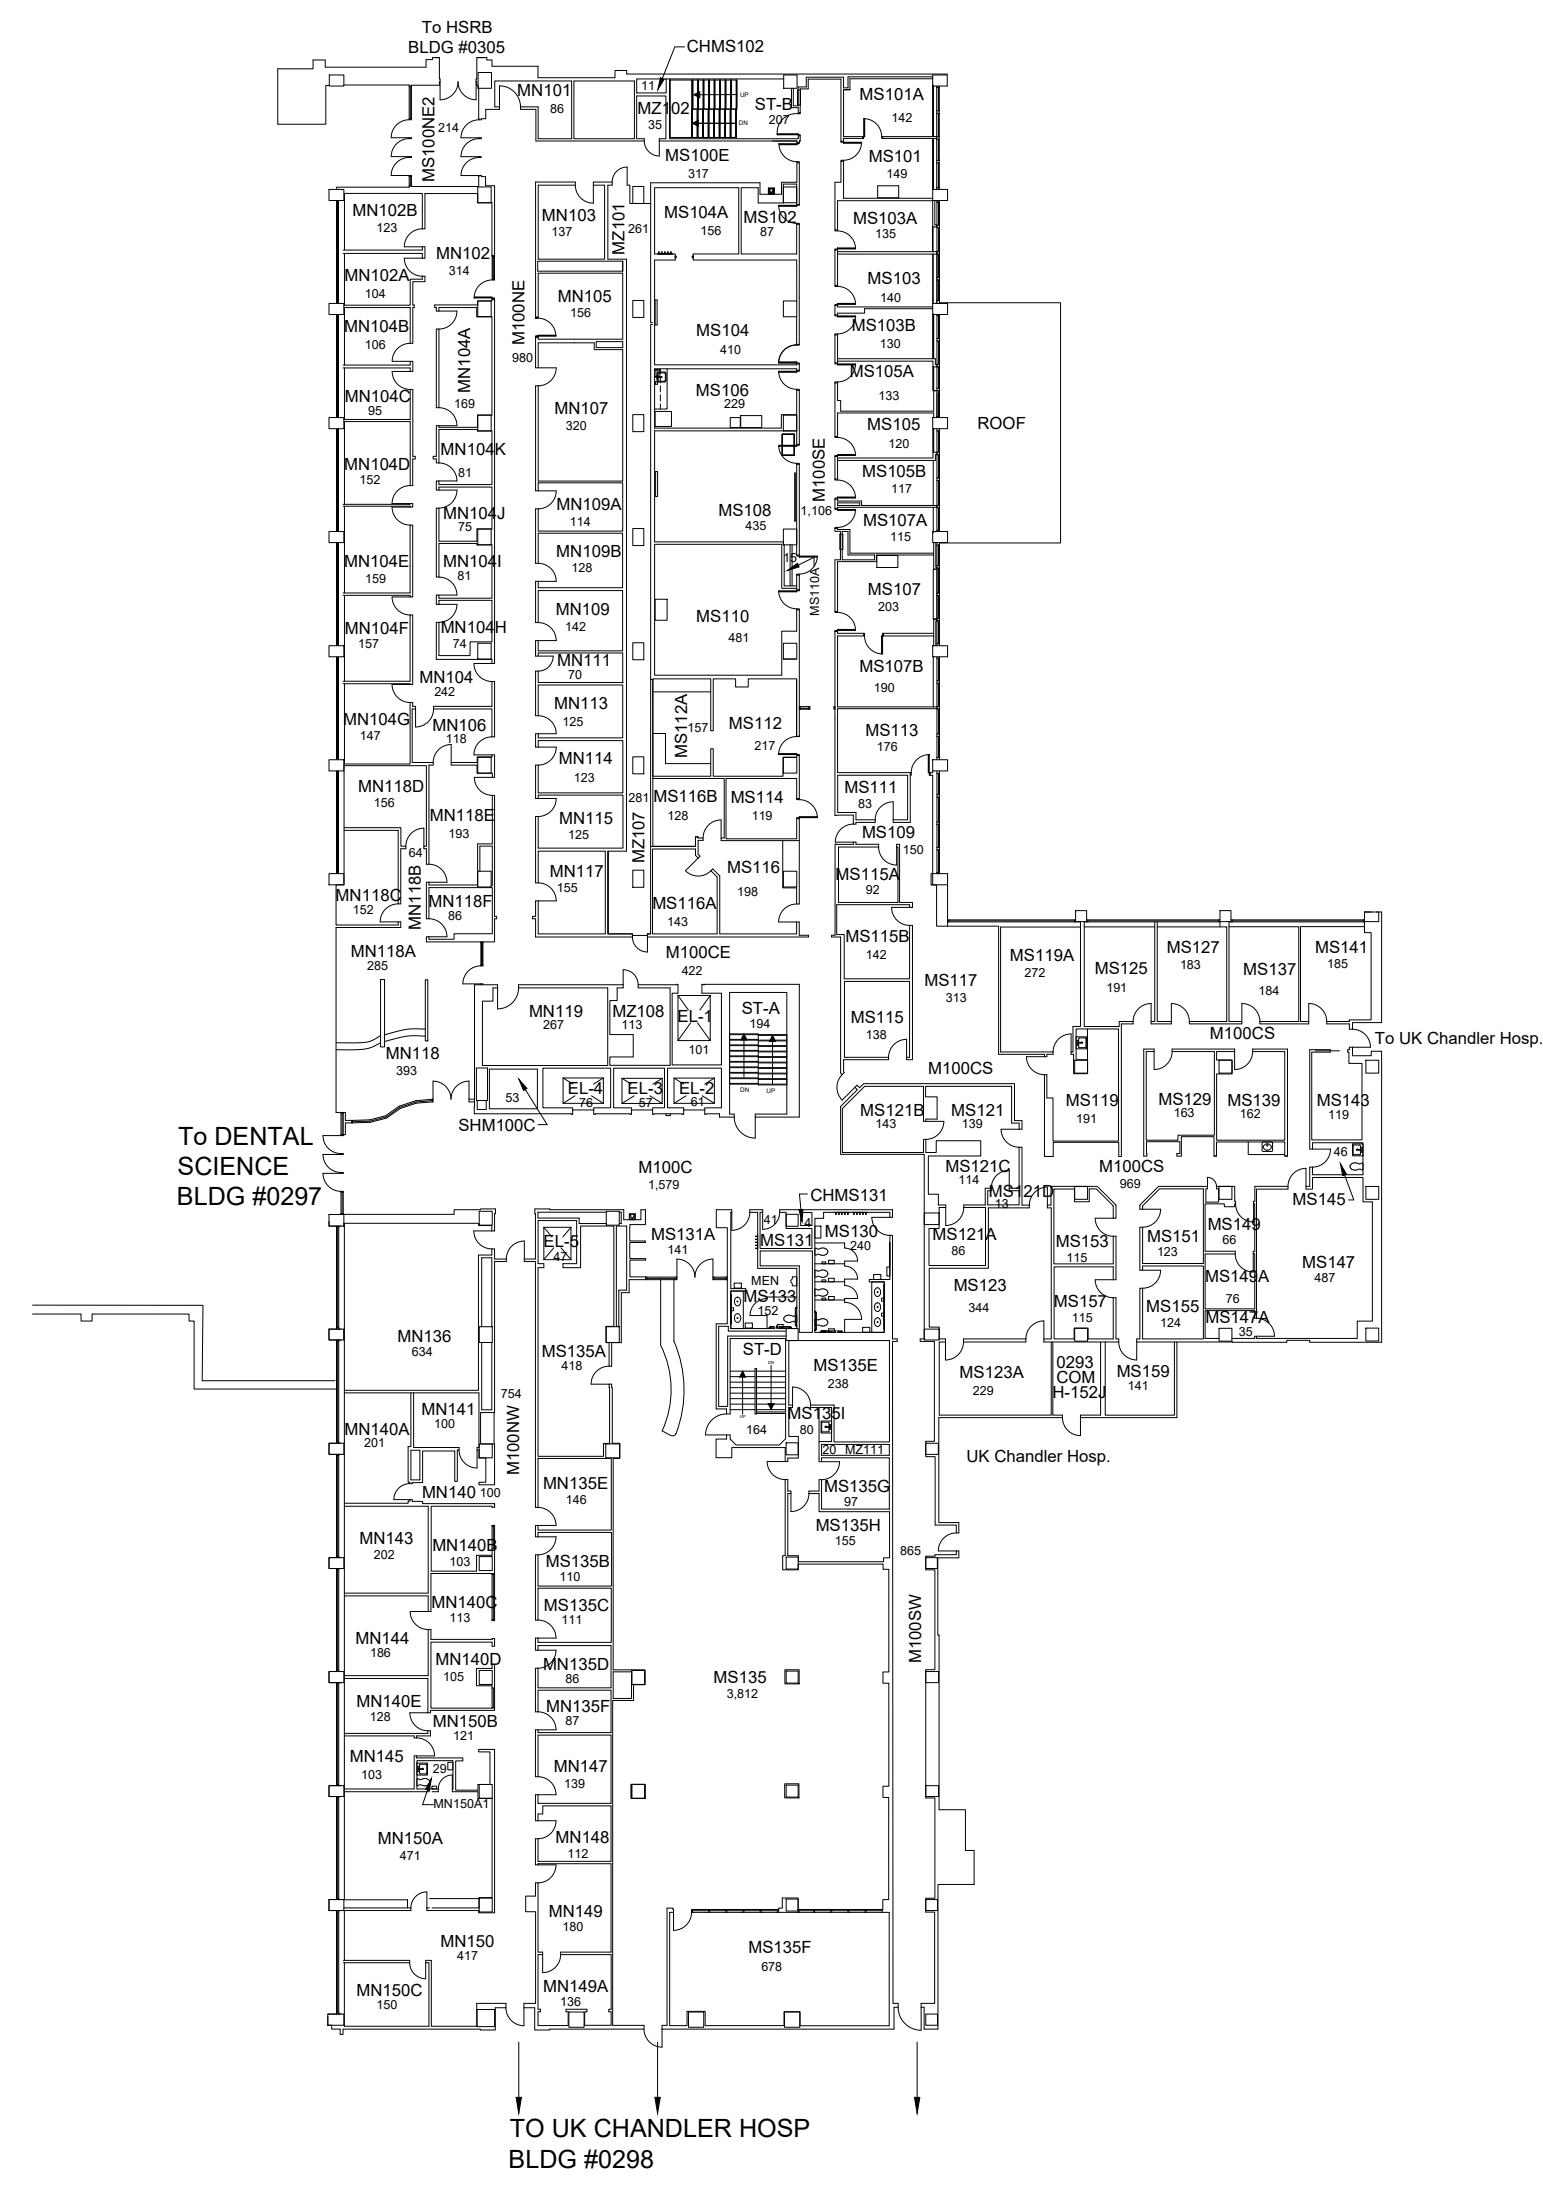 To HSRB
BLDG #0305
CHMS102
MN101
86
11
MZ102
35
UP
DN
ST-B
207
MS101A
142
MS100NE2
214
MS100E
317
MS101
149
MN102B
123
MN102
314
MN103
137
MZ101
261
MS104A
156
MS102
87
MS103A
135
MN102A
104
M100NE
980
MN105
156
MS103
140
MN104B
106
MN104A
169
MS104
410
MS103B
130
MN104C
95
MN107
320
MS106
229
MS105A
133
MS105
120
ROOF
MN104D
152
MN104K
81
M100SE
1,106
MS105B
117
MN104J
75
MN109A
114
MS108
435
MS107A
115
MN104E
159
MN104I
81
MN109B
128
15
MS110A
MS107
203
MN104F
157
MN104H
74
MN109
142
MS110
481
MN104
242
MN111
70
MS107B
190
MN104G
147
MN106
118
MN113
125
MS112A
157
MS112
217
MS113
176
MN118D
156
MN118E
193
MN114
123
281
MZ107
MS116B
128
MS114
119
MS111
83
MN115
125
MS109
150
64
MN118B
MN118C
152
MN118F
86
MN117
155
MS116A
143
MS116
198
MS115A
92
MN118A
285
M100CE
422
MS115B
142
MS117
313
MS119A
272
MS125
191
MS127
183
MS137
184
MS141
185
MN119
267
MZ108
113
EL-1
101
ST-A
194
DN
UP
MS115
138
M100CS
To UK Chandler Hosp.
MN118
393
M100CS
53
SHM100C
EL-4
76
EL-3
57
EL-2
61
MS121B
143
MS121
139
MS119
191
MS129
163
MS139
162
MS143
119
To DENTAL
SCIENCE
BLDG #0297
M100C
1,579
MS121C
114
MS121D
13
M100CS
969
46
MS145
CHMS131
EL-5
47
MS131A
141
41
4
MS131
MS130
240
MS121A
86
MS153
115
MS151
123
MS149
66
MS147
487
MEN
MS133
152
MS123
344
MS157
115
MS155
124
MS149A
76
MS147A
35
MN136
634
MS135A
418
ST-D
DN
UP
164
MS135E
238
MS123A
229
0293
COM
H-152J
MS159
141
754
M100NW
MN141
100
MN140A
201
MS135I
80
20 MZ111
UK Chandler Hosp.
MN140 100
MN135E
146
MS135G
97
MN143
202
MN140B
103
MS135H
155
865
M100SW
MS135B
110
MN140C
113
MS135C
111
MN144
186
MN140D
105
MN135D
86
MS135
3,812
MN140E
128
MN135F
87
MN150B
121
MN145
103
29
MN150A1
MN147
139
MN150A
471
MN148
112
MN149
180
MN150
417
MS135F
678
MN150C
150
MN149A
136
TO UK CHANDLER HOSP
BLDG #0298